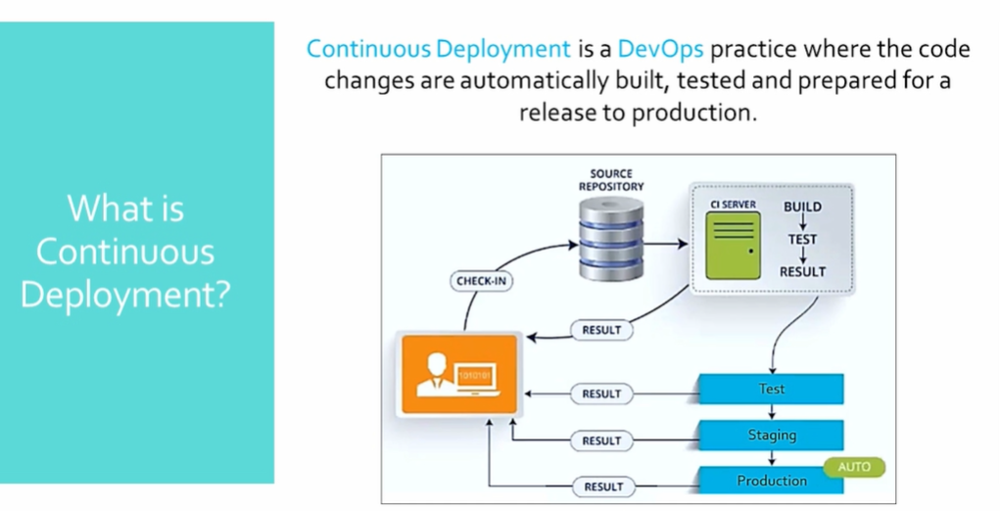 What is
Continuous
Deployment?
Continuous Deployment is a DevOps practice where the code
changes are automatically built, tested and prepared for a
release to production.
SOURCE
REPOSITORY
CI SERVER
BUILD
TEST
RESULT
CHECK-IN
RESULT
1010101
RESULT
Test
RESULT
Staging
AUTO
RESULT
Production